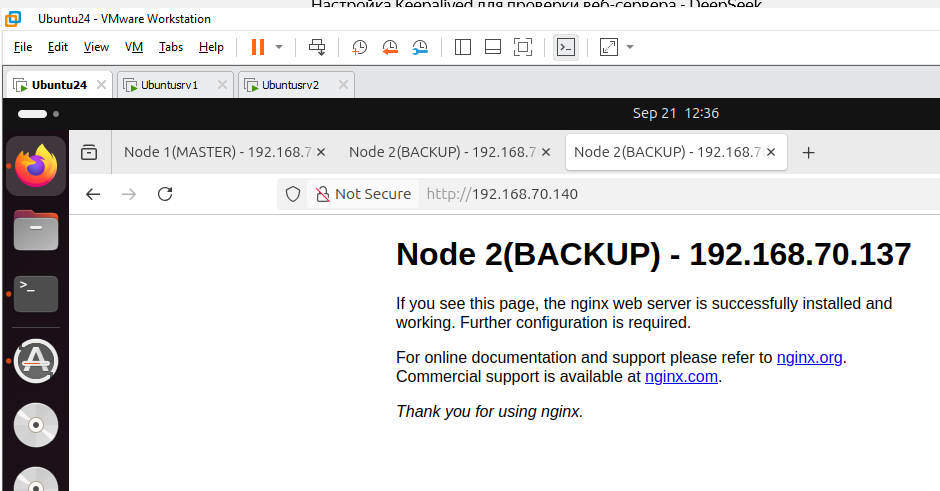 Настройка Keepalived для проверки веб-сервера - DeepSeek
Ubuntu24 - VMware Workstation
File Edit View VM Tabs Help
Ubuntu24 Ubuntusrv1 Ubuntusrv2
Sep 21 12:36
Node 1(MASTER) - 192.168.7 Node 2(BACKUP) - 192.168.7 Node 2(BACKUP) - 192.168.7
Not Secure http://192.168.70.140
Node 2(BACKUP) - 192.168.70.137
If you see this page, the nginx web server is successfully installed and
working. Further configuration is required.
For online documentation and support please refer to nginx.org.
Commercial support is available at nginx.com.
Thank you for using nginx.